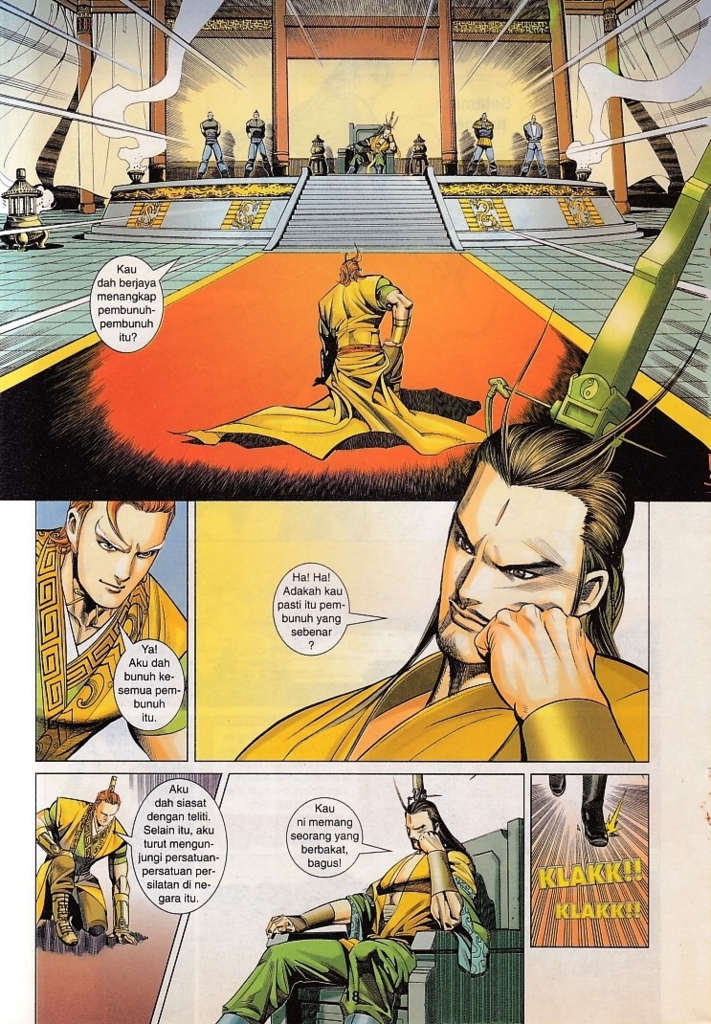 Kau
dah berjaya
menangkap
pembunuh-
pembunuh
itu?
Ya!
Aku dah
bunuh ke-
semua pem-
bunuh
itu.
Ha! Ha!
Adakah kau
pasti itu pem-
bunuh yang
sebenar
?
Aku
dah siasat
dengan teliti.
Selain itu, aku
turut mengun-
jungi persatuan-
persatuan per-
silatan di ne-
gara itu.
Kau
ni memang
seorang yang
berbakat,
bagus!
KLAKK!!
KLAKK!!
18